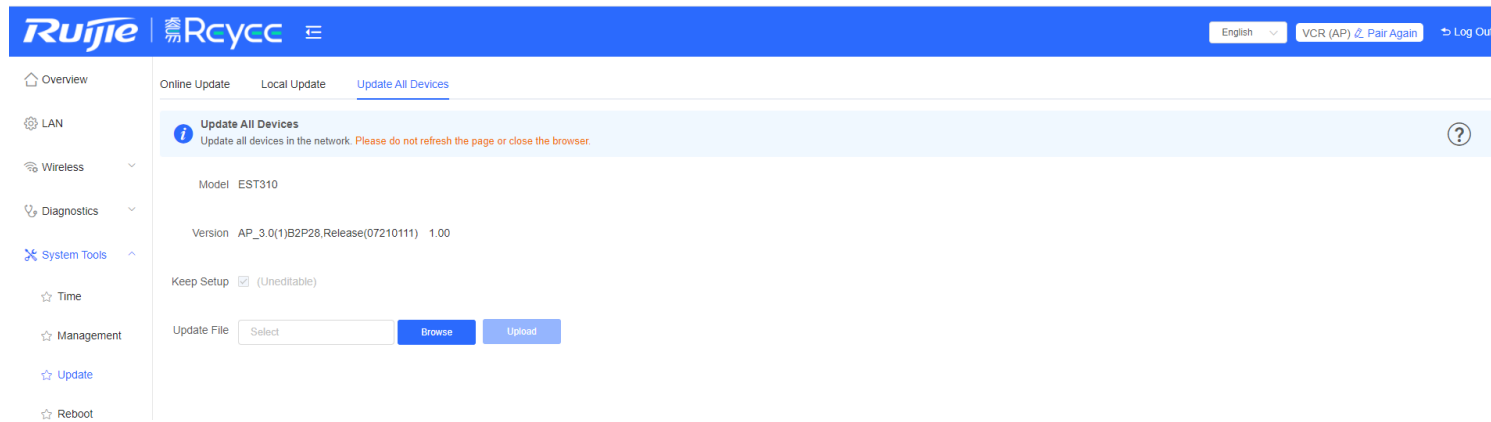 Ruijie 睿易 Reyee
English
VCR (AP) Pair Again
Log Out
Overview
LAN
Wireless
Diagnostics
System Tools
Time
Management
Update
Reboot
Online Update Local Update Update All Devices
i Update All Devices
Update all devices in the network. Please do not refresh the page or close the browser.
?
Model EST310
Version AP_3.0(1)B2P28,Release(07210111) 1.00
Keep Setup (Uneditable)
Update File Select Browse Upload